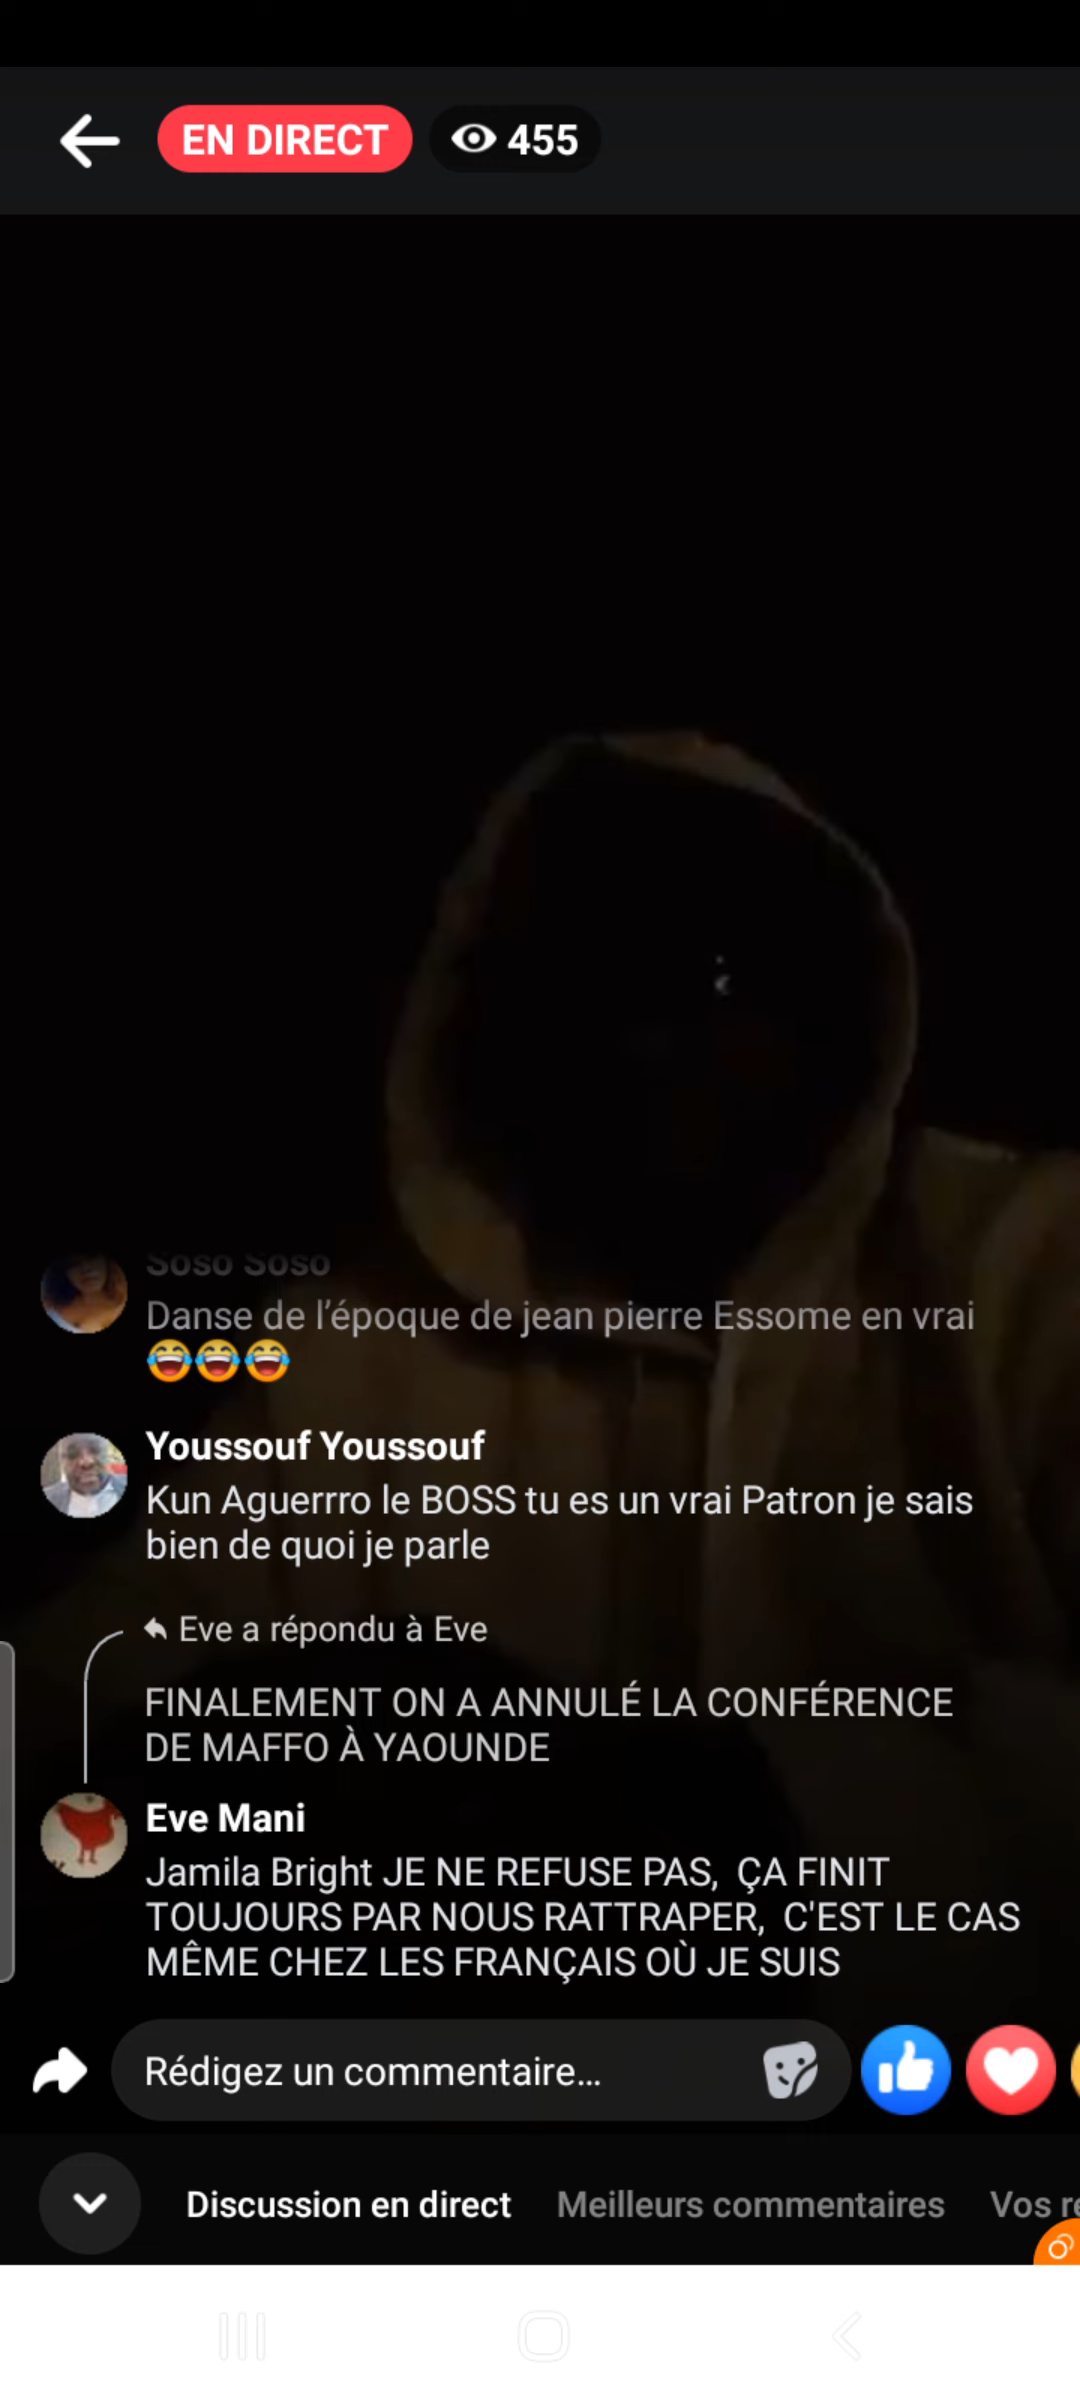 EN DIRECT 455
Soso Soso
Danse de l’époque de jean pierre Essome en vrai
😂😂😂
Youssouf Youssouf
Kun Aguerrro le BOSS tu es un vrai Patron je sais
bien de quoi je parle
Eve a répondu à Eve
FINALEMENT ON A ANNULÉ LA CONFÉRENCE
DE MAFFO À YAOUNDE
Eve Mani
Jamila Bright JE NE REFUSE PAS,  ÇA FINIT
TOUJOURS PAR NOUS RATTRAPER,  C'EST LE CAS
MÊME CHEZ LES FRANÇAIS OÙ JE SUIS
Rédigez un commentaire...
Discussion en direct Meilleurs commentaires Vos